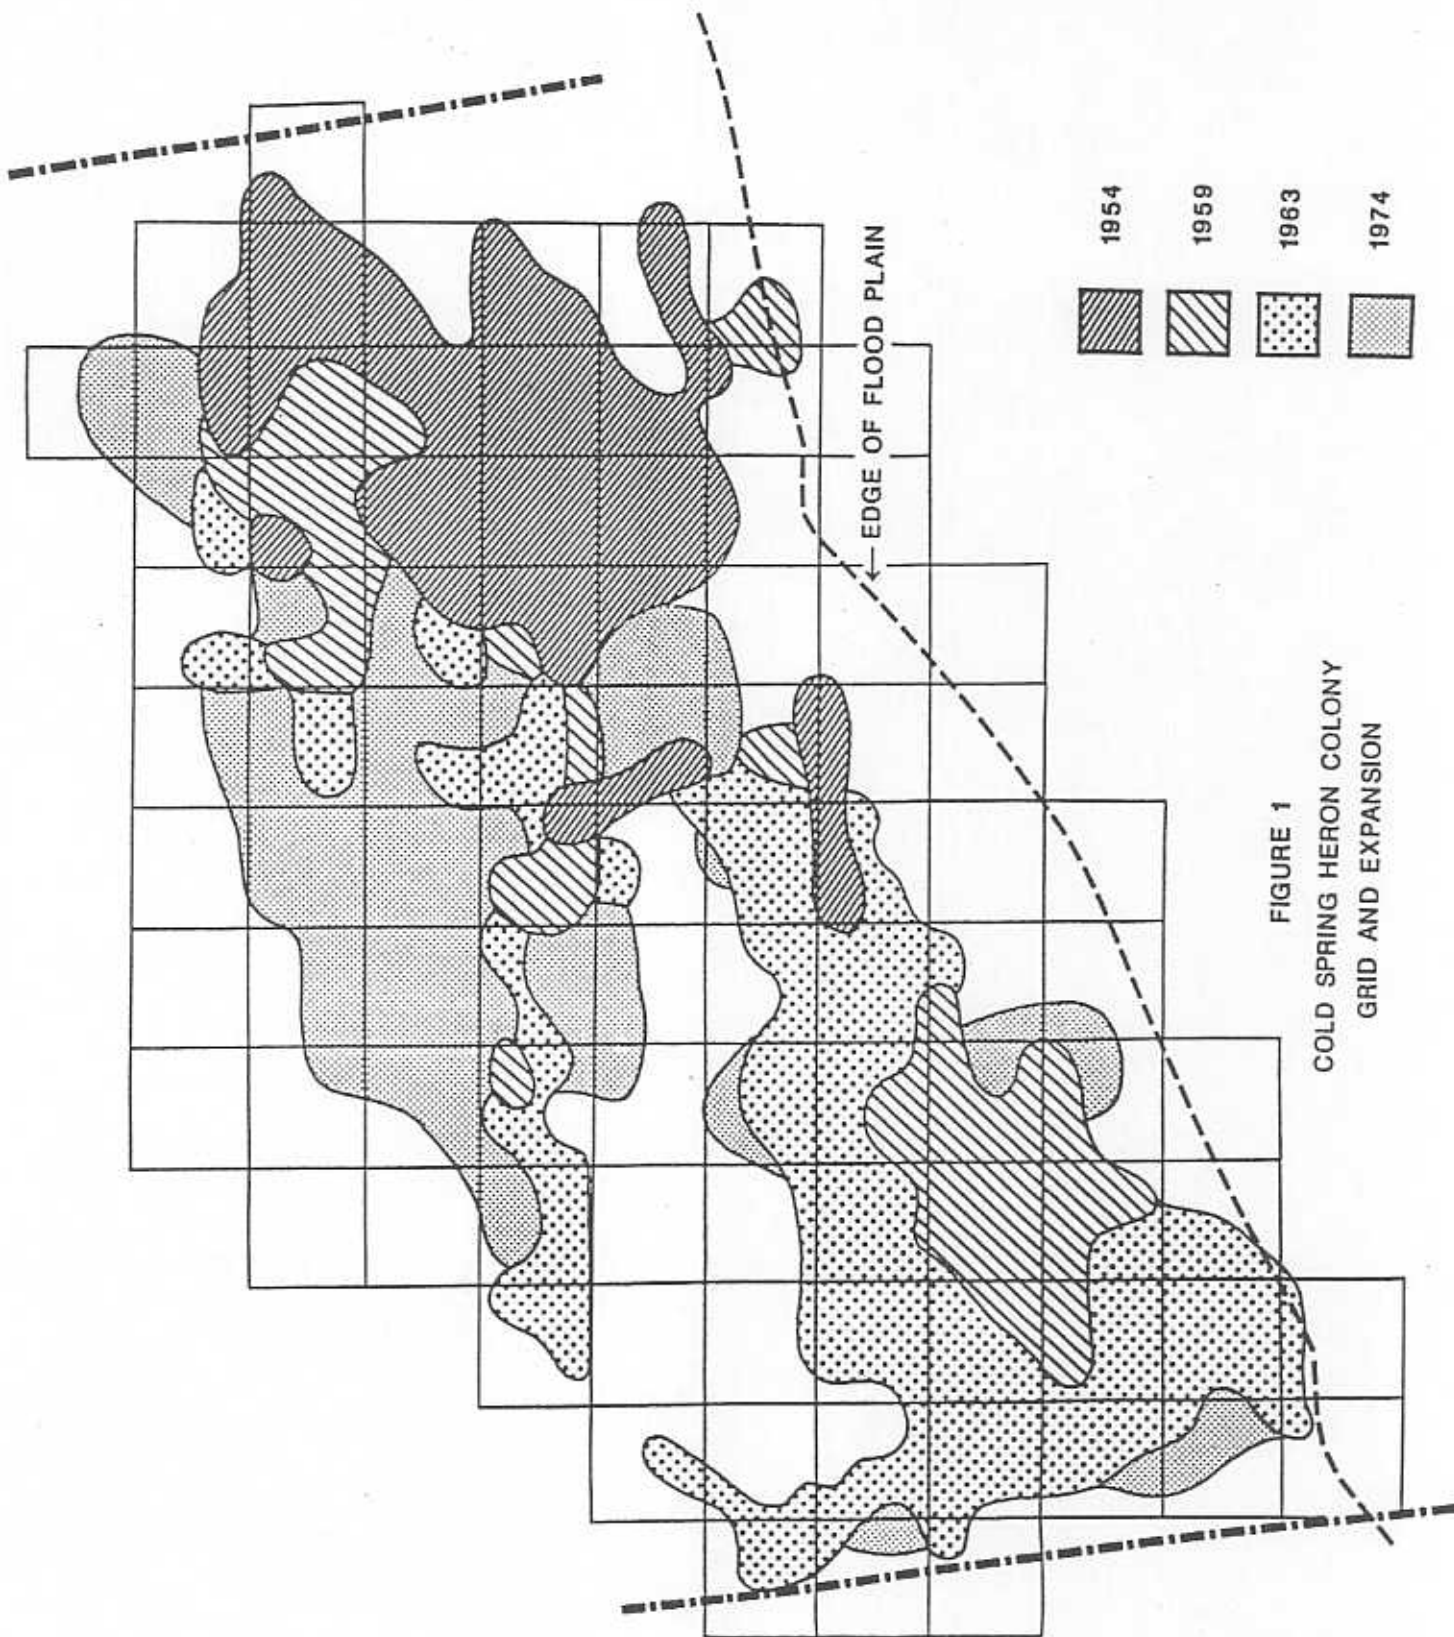 ← EDGE OF FLOOD PLAIN
1954
1959
1963
1974
FIGURE 1
COLD SPRING HERON COLONY
GRID AND EXPANSION